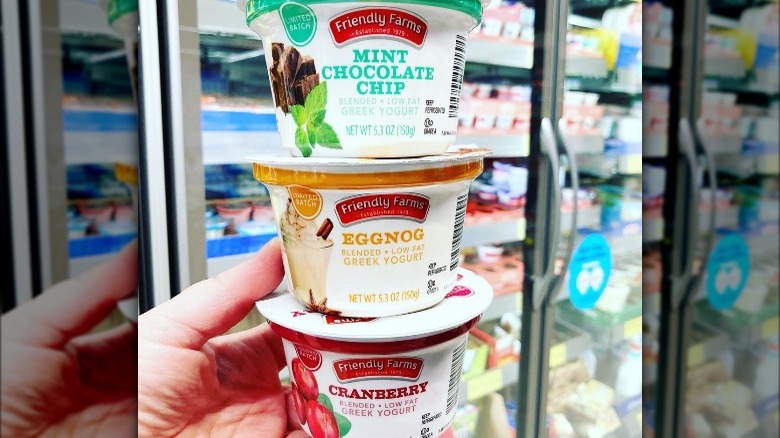 LIMITED
BATCH
Friendly Farms
Established 1979
MINT
CHOCOLATE
CHIP
BLENDED • LOW FAT
GREEK YOGURT
NET WT 5.3 OZ (150g)
KEEP
REFRIGERATED
LIMITED
BATCH
Friendly Farms
Established 1979
EGGNOG
BLENDED • LOW FAT
GREEK YOGURT
NET WT 5.3 OZ (150g)
KEEP
REFRIGERATED
BATCH
Friendly Farms
Established 1979
CRANBERRY
BLENDED • LOW FAT
GREEK YOGURT
KEEP
REFRIGERATED